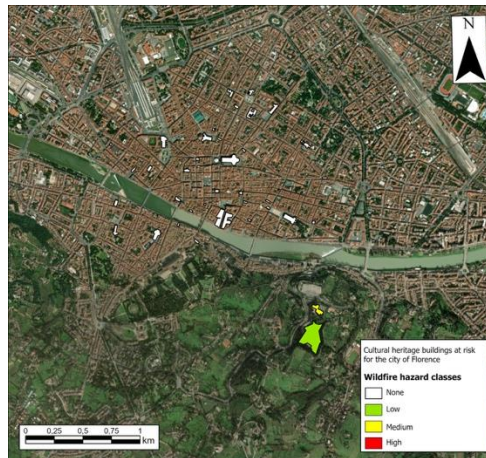 N
Cultural heritage buildings at risk
for the city of Florence
Wildfire hazard classes
None
Low
Medium
High
0 0,25 0,5 0,75 1
km